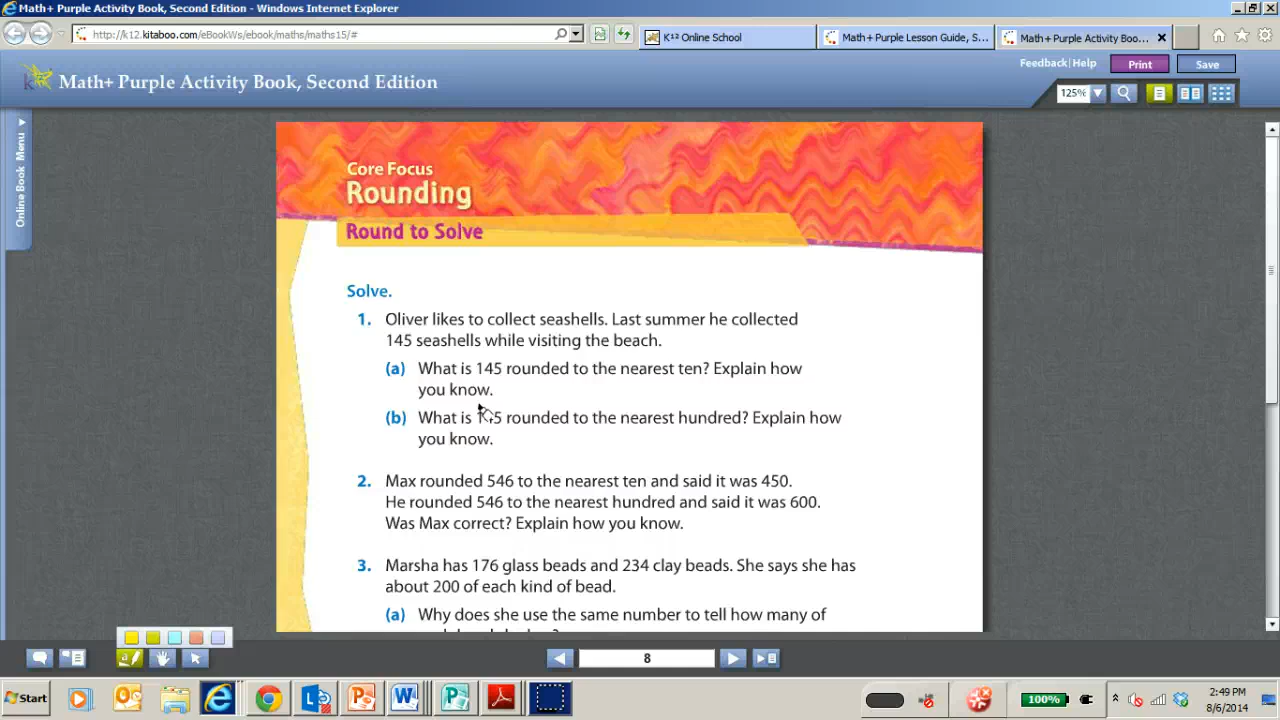 Math+ Purple Activity Book, Second Edition - Windows Internet Explorer
http://k12.kitaboo.com/eBookWs/ebook/maths/maths15/#
K¹² Online School
Math+ Purple Lesson Guide, S...
Math+ Purple Activity Boo...
Feedback|Help
Print
Save
Math+ Purple Activity Book, Second Edition
125%
Online Book Menu
Core Focus
Rounding
Round to Solve
Solve.
1. Oliver likes to collect seashells. Last summer he collected
145 seashells while visiting the beach.
(a) What is 145 rounded to the nearest ten? Explain how
you know.
(b) What is 145 rounded to the nearest hundred? Explain how
you know.
2. Max rounded 546 to the nearest ten and said it was 450.
He rounded 546 to the nearest hundred and said it was 600.
Was Max correct? Explain how you know.
3. Marsha has 176 glass beads and 234 clay beads. She says she has
about 200 of each kind of bead.
(a) Why does she use the same number to tell how many of
8
Start
100%
2:49 PM
8/6/2014